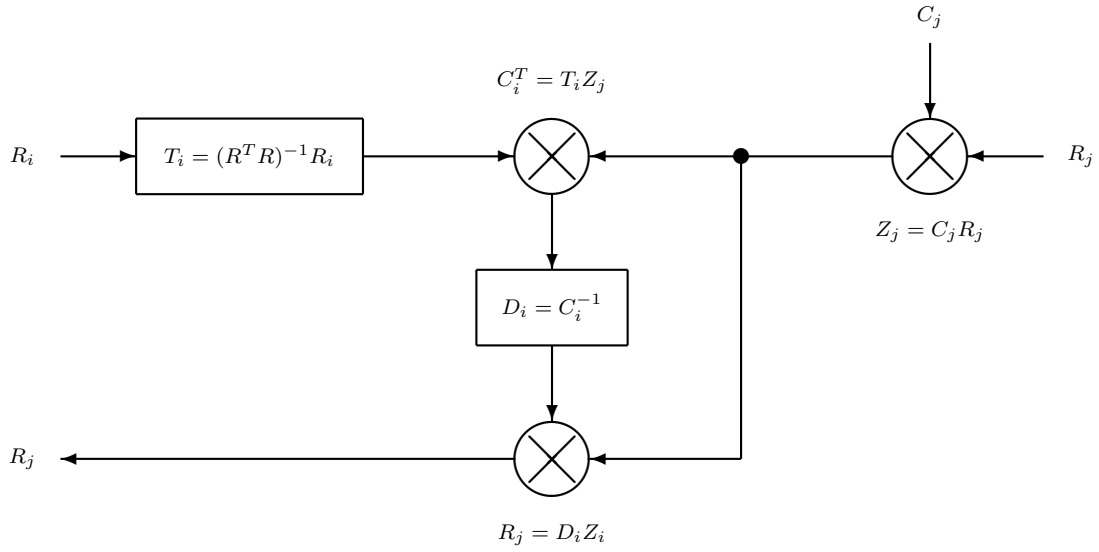 C_j
C_i^T = T_i Z_j
R_i
T_i = (R^T R)^{-1} R_i
R_j
Z_j = C_j R_j
D_i = C_i^{-1}
R_j
R_j = D_i Z_i